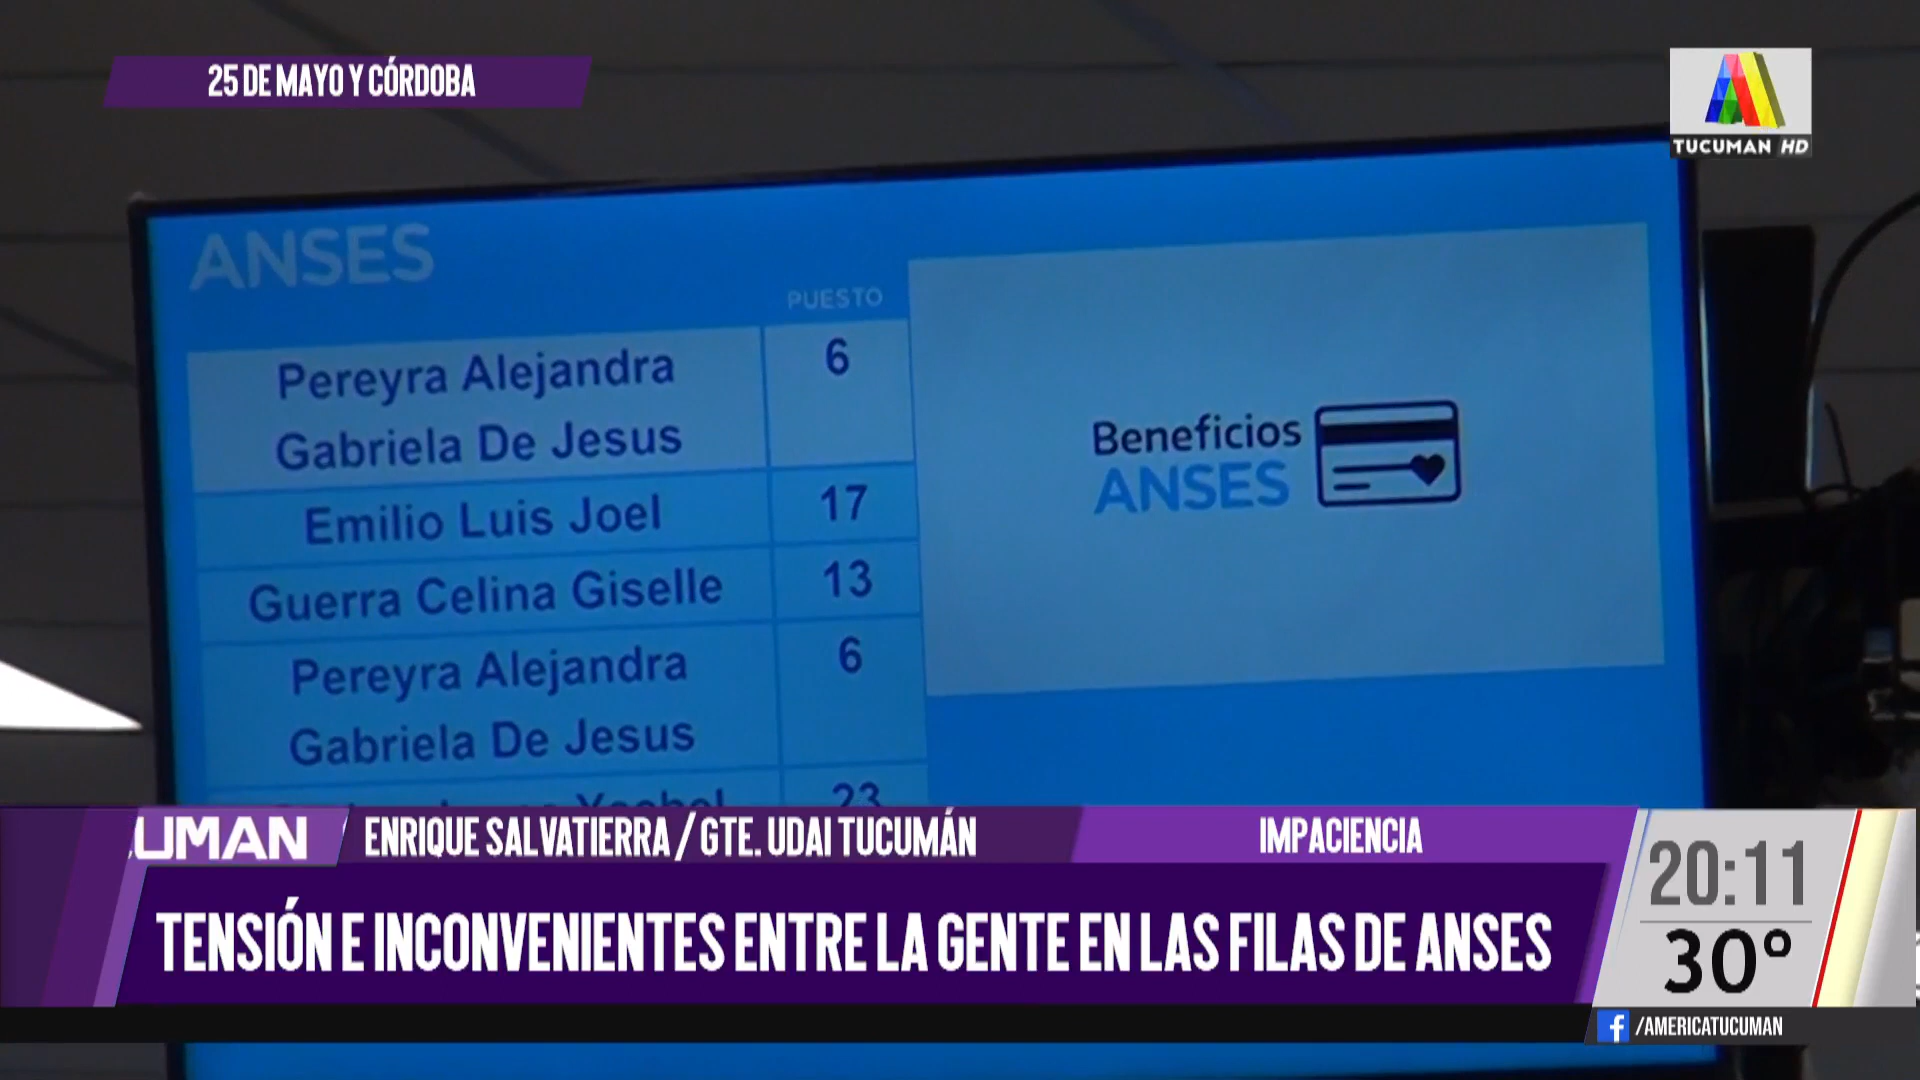 25 DE MAYO Y CÓRDOBA
TUCUMAN HD
ANSES
PUESTO
Pereyra Alejandra 6
Gabriela De Jesus
Emilio Luis Joel 17
Guerra Celina Giselle 13
Pereyra Alejandra 6
Gabriela De Jesus
23
Beneficios
ANSES
UMAN
ENRIQUE SALVATIERRA / GTE. UDAI TUCUMÁN
IMPACIENCIA
TENSIÓN E INCONVENIENTES ENTRE LA GENTE EN LAS FILAS DE ANSES
20:11
30º
/AMERICATUCUMAN